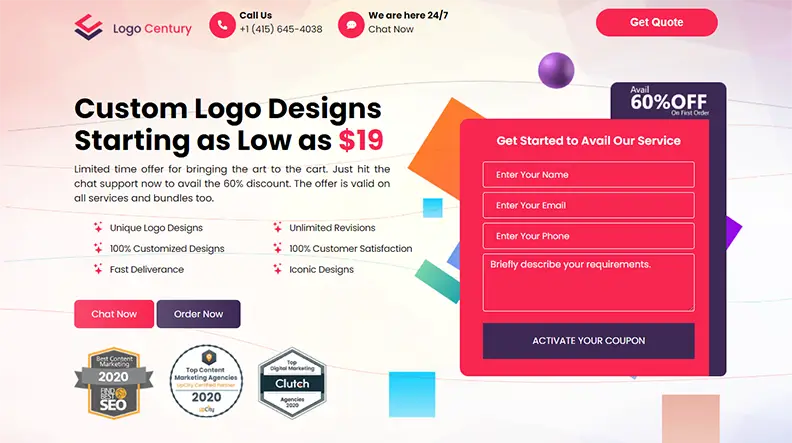 Logo Century
Call Us
+1 (415) 645-4038
We are here 24/7
Chat Now
Get Quote
Custom Logo Designs
Starting as Low as $19
Limited time offer for bringing the art to the cart. Just hit the
chat support now to avail the 60% discount. The offer is valid on
all services and bundles too.
Unique Logo Designs
Unlimited Revisions
100% Customized Designs
100% Customer Satisfaction
Fast Deliverance
Iconic Designs
Chat Now
Order Now
Best Content
Marketing
2020
FIND
BEST
SEO
Top Content
Marketing Agencies
upCity Certified Partner
2020
upCity
Top
Digital Marketing
Clutch
Agencies
2020
Avail
60%OFF
On First Order
Get Started to Avail Our Service
Enter Your Name
Enter Your Email
Enter Your Phone
Briefly describe your requirements.
ACTIVATE YOUR COUPON